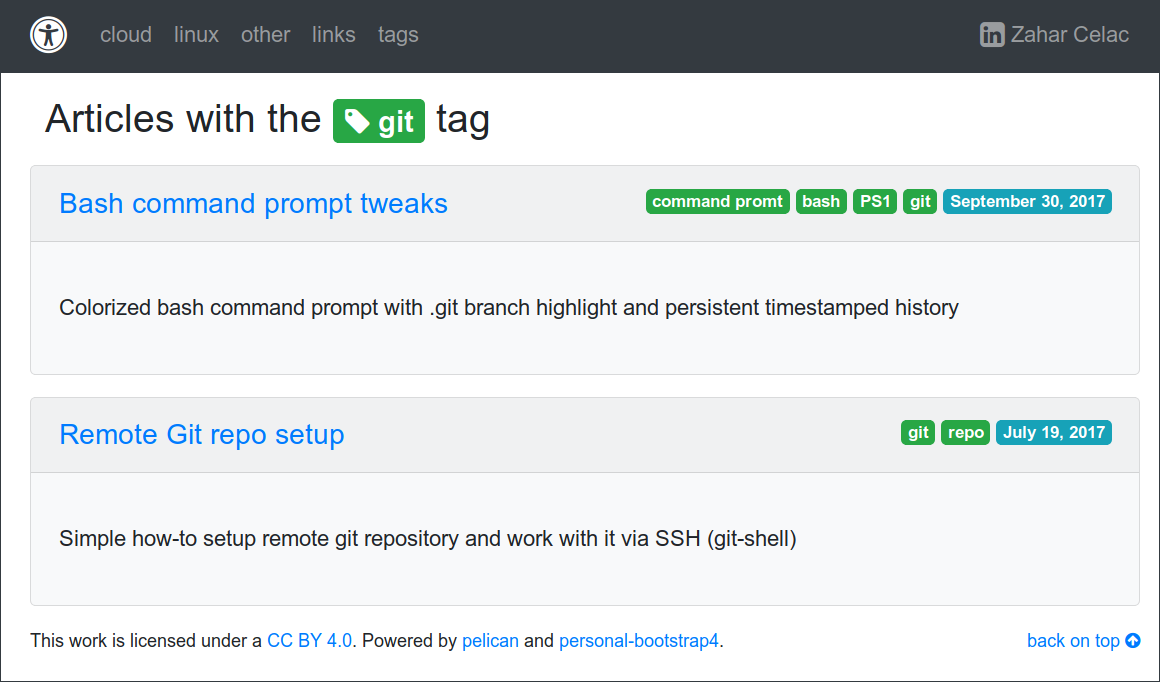 cloud linux other links tags Zahar Celac
Articles with the git tag
Bash command prompt tweaks command promt bash PS1 git September 30, 2017
Colorized bash command prompt with .git branch highlight and persistent timestamped history
Remote Git repo setup git repo July 19, 2017
Simple how-to setup remote git repository and work with it via SSH (git-shell)
This work is licensed under a CC BY 4.0. Powered by pelican and personal-bootstrap4. back on top